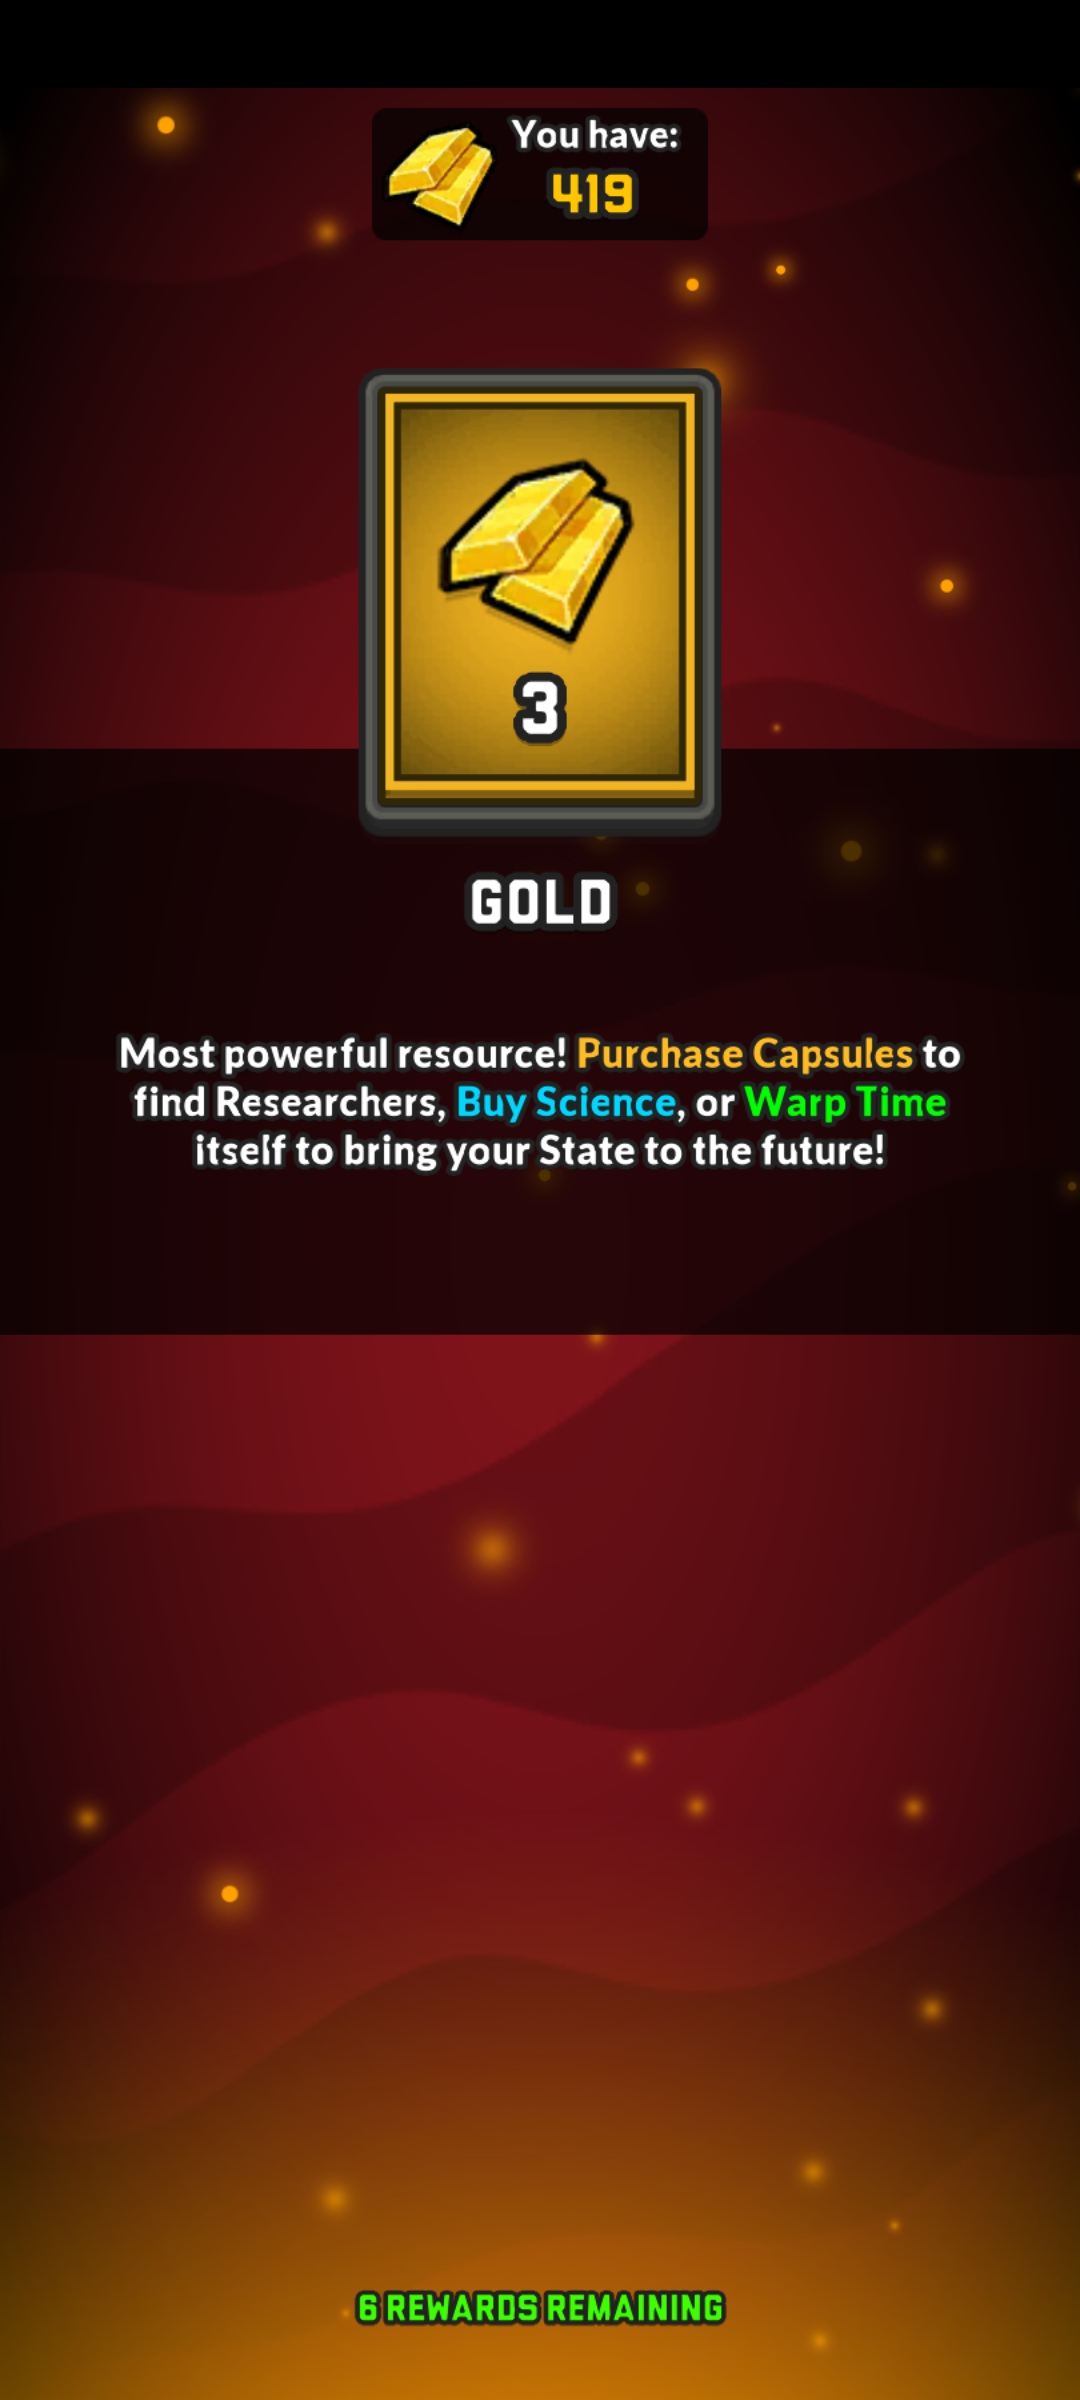 You have:
419
3
GOLD
Most powerful resource! Purchase Capsules to
find Researchers, Buy Science, or Warp Time
itself to bring your State to the future!
6 REWARDS REMAINING